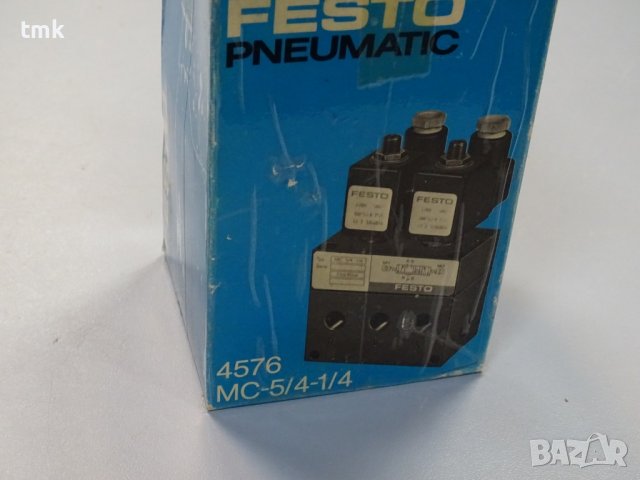 tmk
FESTO
PNEUMATIC
FESTO
FESTO
FESTO
4576
MC-5/4-1/4
BAZAR